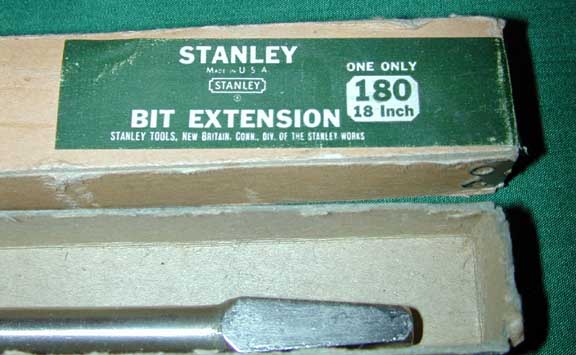 STANLEY
MADE IN U S A
STANLEY
®
BIT EXTENSION
STANLEY TOOLS, NEW BRITAIN, CONN., DIV. OF THE STANLEY WORKS
ONE ONLY
180
18 Inch